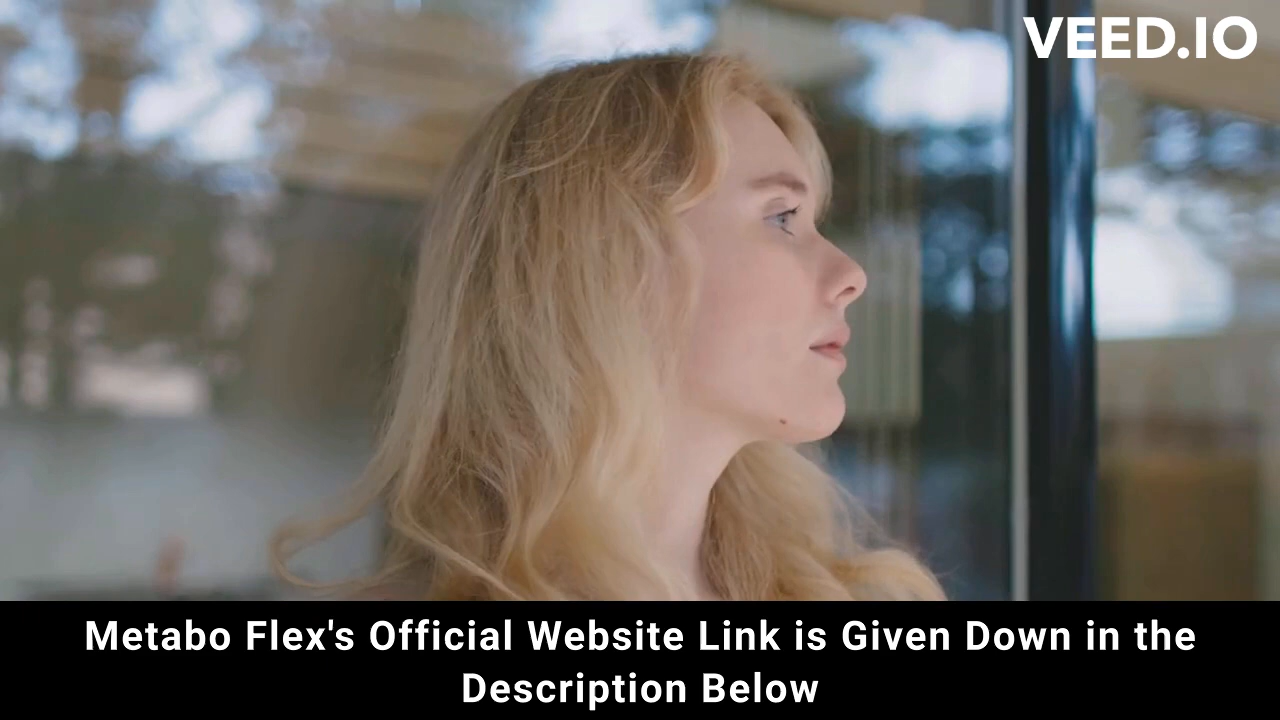 VEED.IO
Metabo Flex's Official Website Link is Given Down in the
Description Below